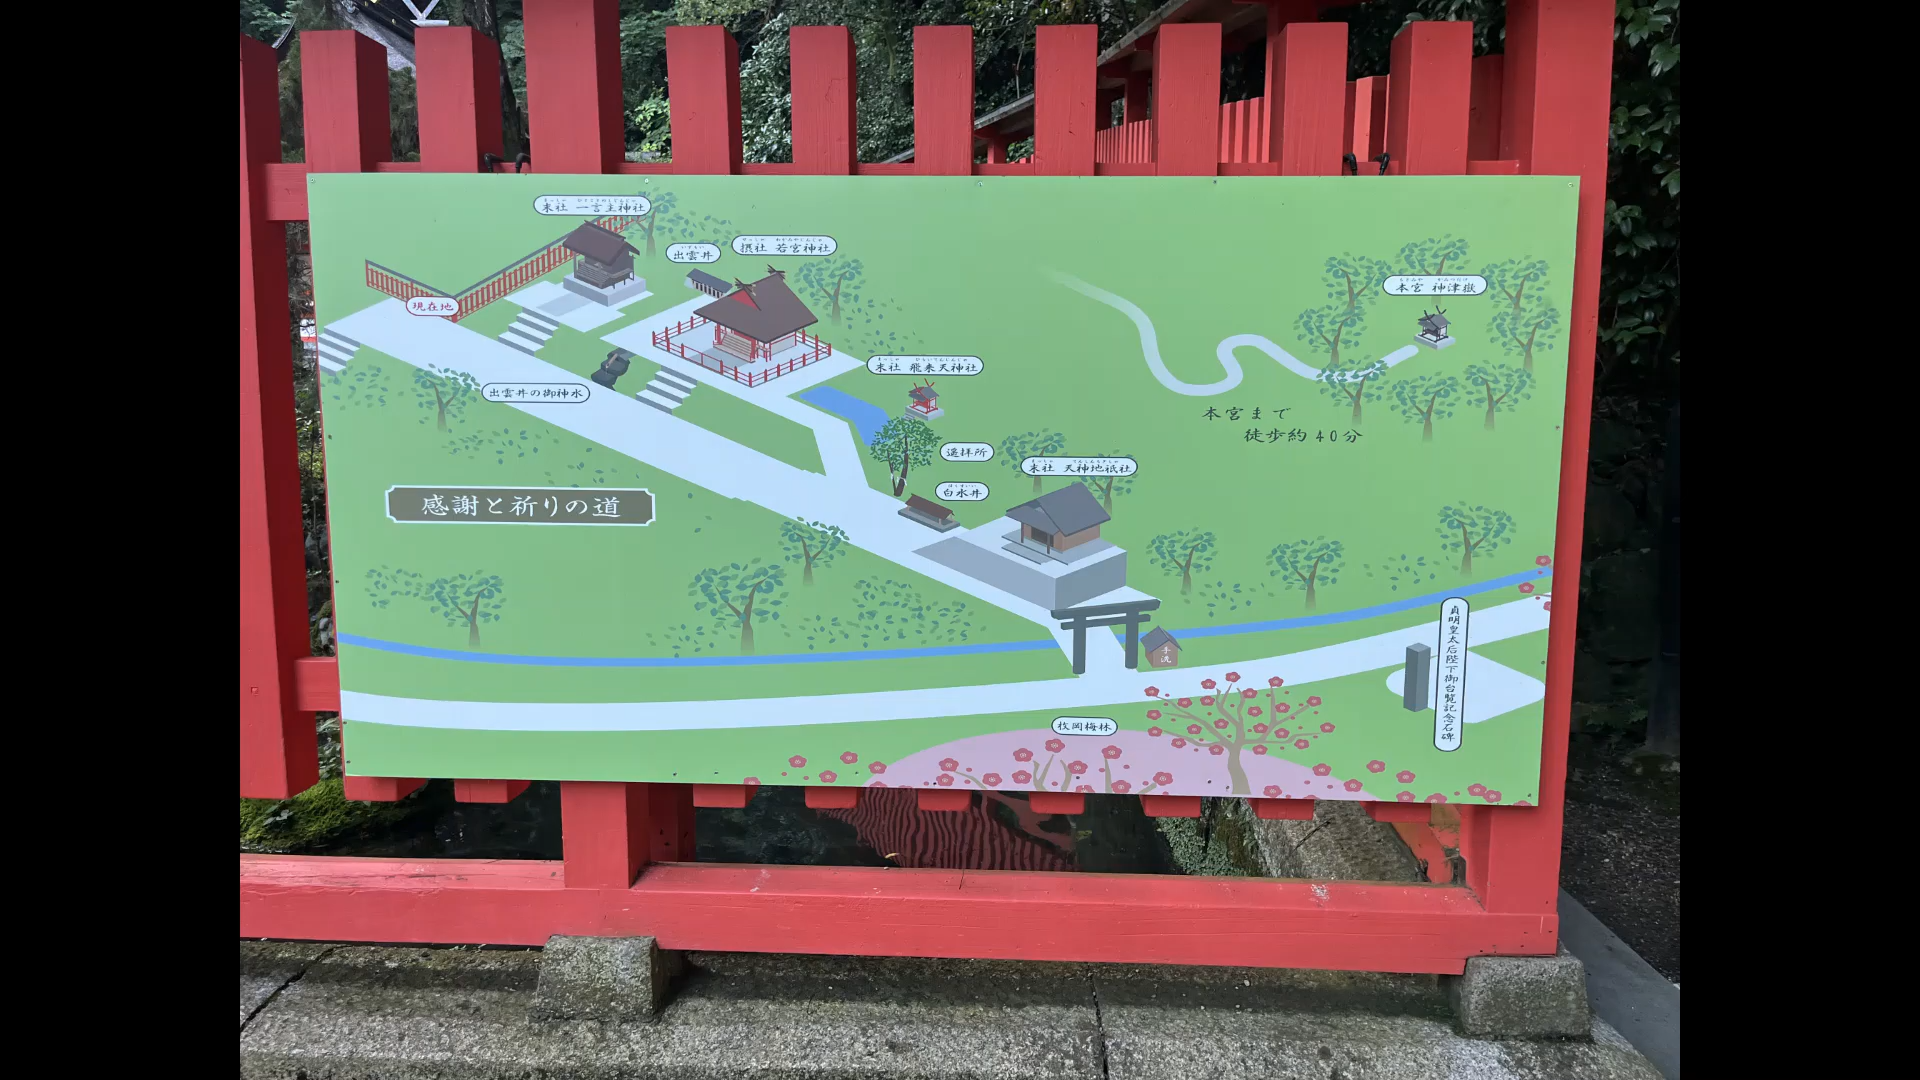 末社 一言主神社
出雲井
摂社 若宮神社
現在地
出雲井の御神水
末社 飛来天神社
遥拝所
白水井
末社 天神地祇社
本宮 神津嶽
本宮まで
徒歩約40分
感謝と祈りの道
手洗
枚岡梅林
貞明皇太后陛下御台覧記念石碑